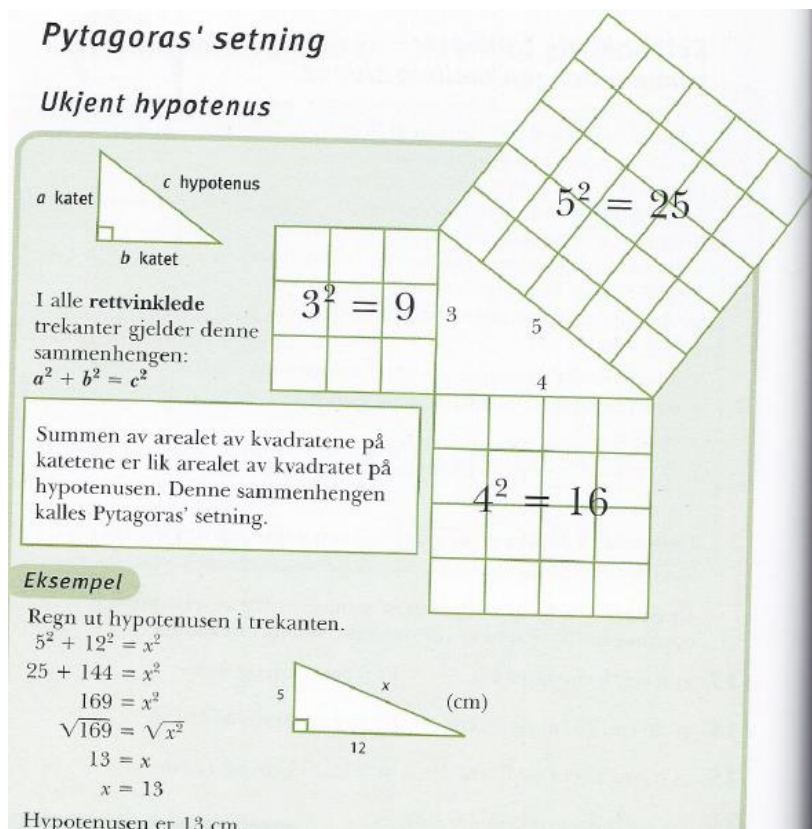 Pytagoras' setning
Ukjent hypotenus
a katet
c hypotenus
b katet
I alle rettvinklede
trekanter gjelder denne
sammenhengen:
a² + b² = c²
3² = 9
5² = 25
3
5
4
4² = 16
Summen av arealet av kvadratene på
katetene er lik arealet av kvadratet på
hypotenusen. Denne sammenhengen
kalles Pytagoras' setning.
Eksempel
Regn ut hypotenusen i trekanten.
5² + 12² = x²
25 + 144 = x²
169 = x²
√169 = √x²
13 = x
x = 13
5
x
(cm)
12
Hypotenusen er 13 cm